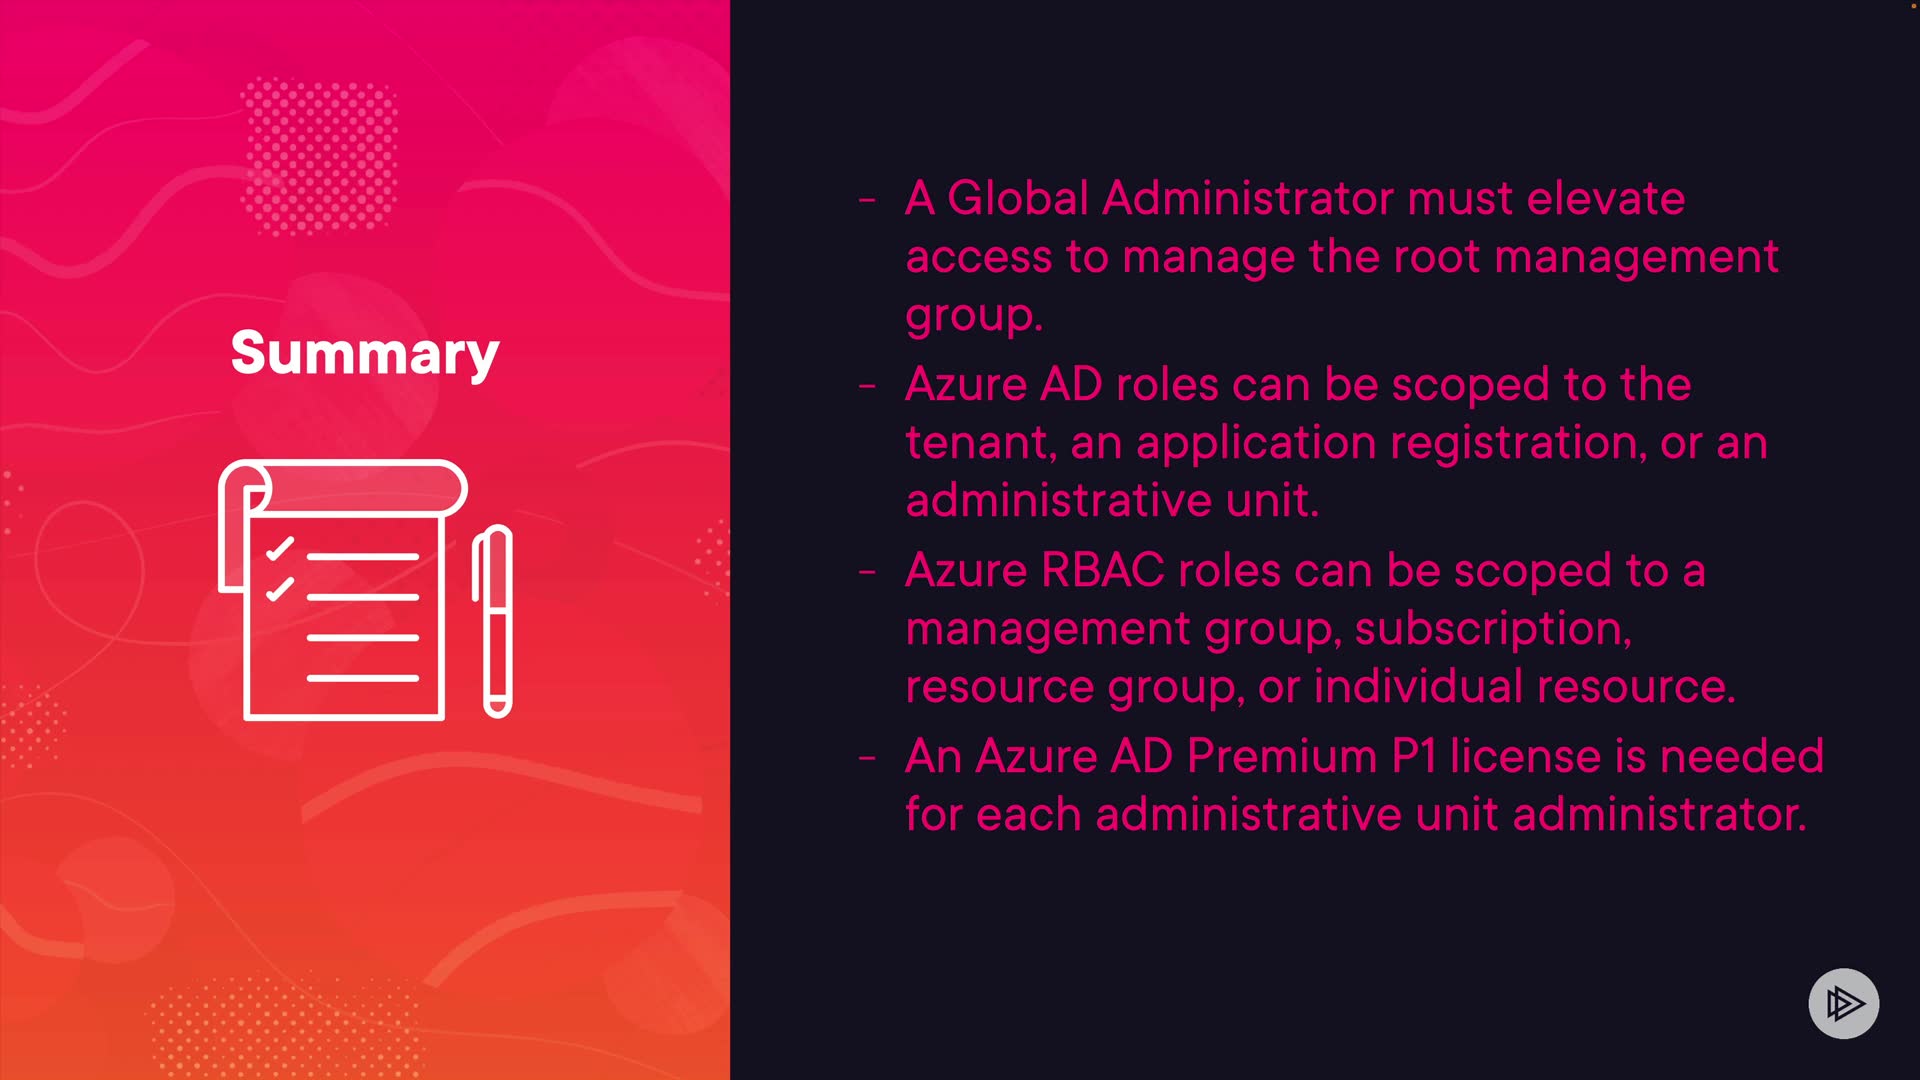 Summary
- A Global Administrator must elevate
access to manage the root management
group.
- Azure AD roles can be scoped to the
tenant, an application registration, or an
administrative unit.
- Azure RBAC roles can be scoped to a
management group, subscription,
resource group, or individual resource.
- An Azure AD Premium P1 license is needed
for each administrative unit administrator.